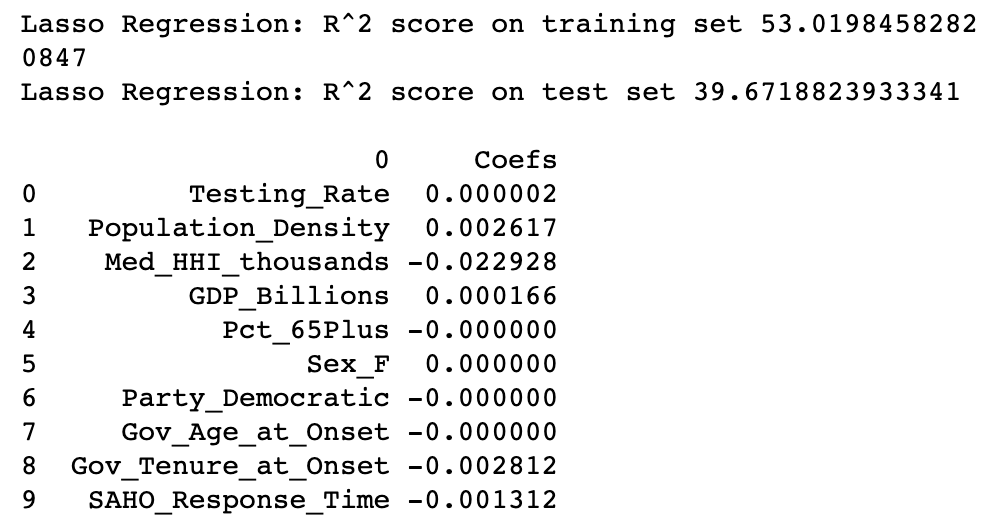 Lasso Regression: R^2 score on training set 53.0198458282
0847
Lasso Regression: R^2 score on test set 39.6718823933341
0 Coefs
0 Testing_Rate 0.000002
1 Population_Density 0.002617
2 Med_HHI_thousands -0.022928
3 GDP_Billions 0.000166
4 Pct_65Plus -0.000000
5 Sex_F 0.000000
6 Party_Democratic -0.000000
7 Gov_Age_at_Onset -0.000000
8 Gov_Tenure_at_Onset -0.002812
9 SAHO_Response_Time -0.001312